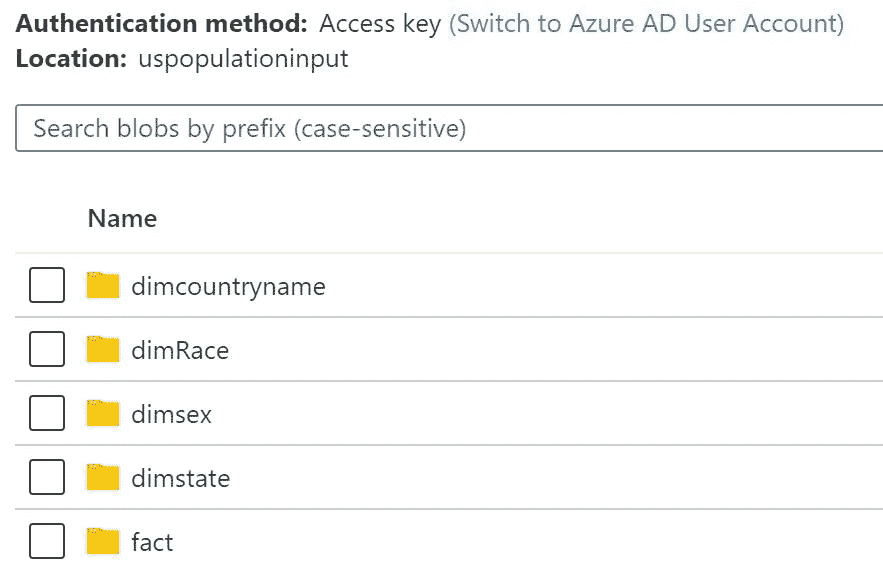 Authentication method: Access key (Switch to Azure AD User Account)
Location: uspopulationinput
Search blobs by prefix (case-sensitive)
Name
dimcountryname
dimRace
dimsex
dimstate
fact